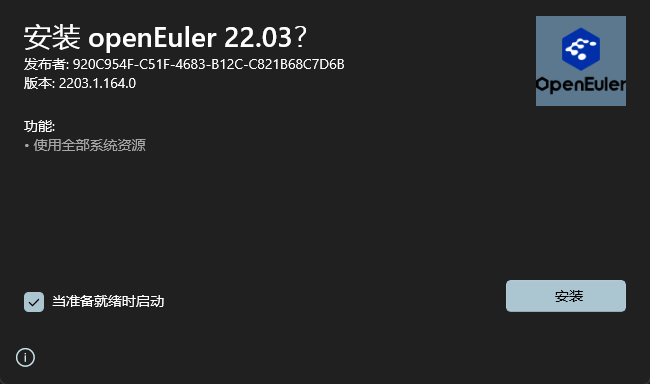 安装 openEuler 22.03？
发布者: 920C954F-C51F-4683-B12C-C821B68C7D6B
版本: 2203.1.164.0
OpenEuler
功能:
• 使用全部系统资源
当准备就绪时启动
安装